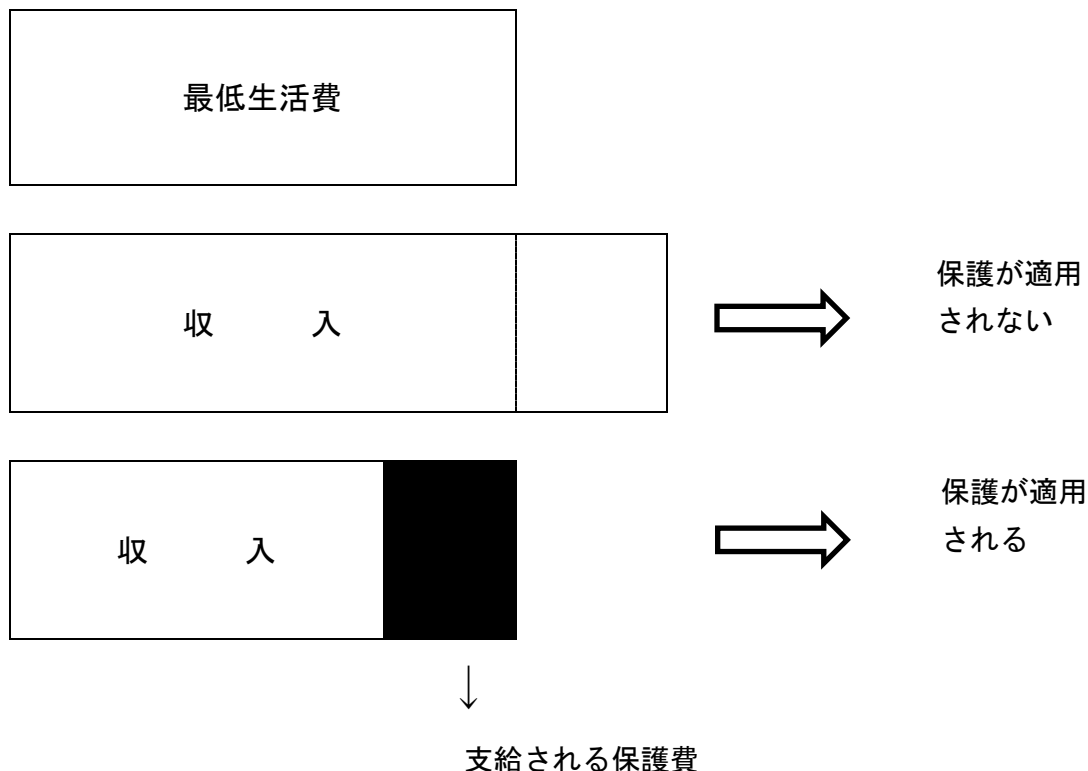 最低生活費
収　　　入
保護が適用
されない
収　　　入
保護が適用
される
↓
支給される保護費